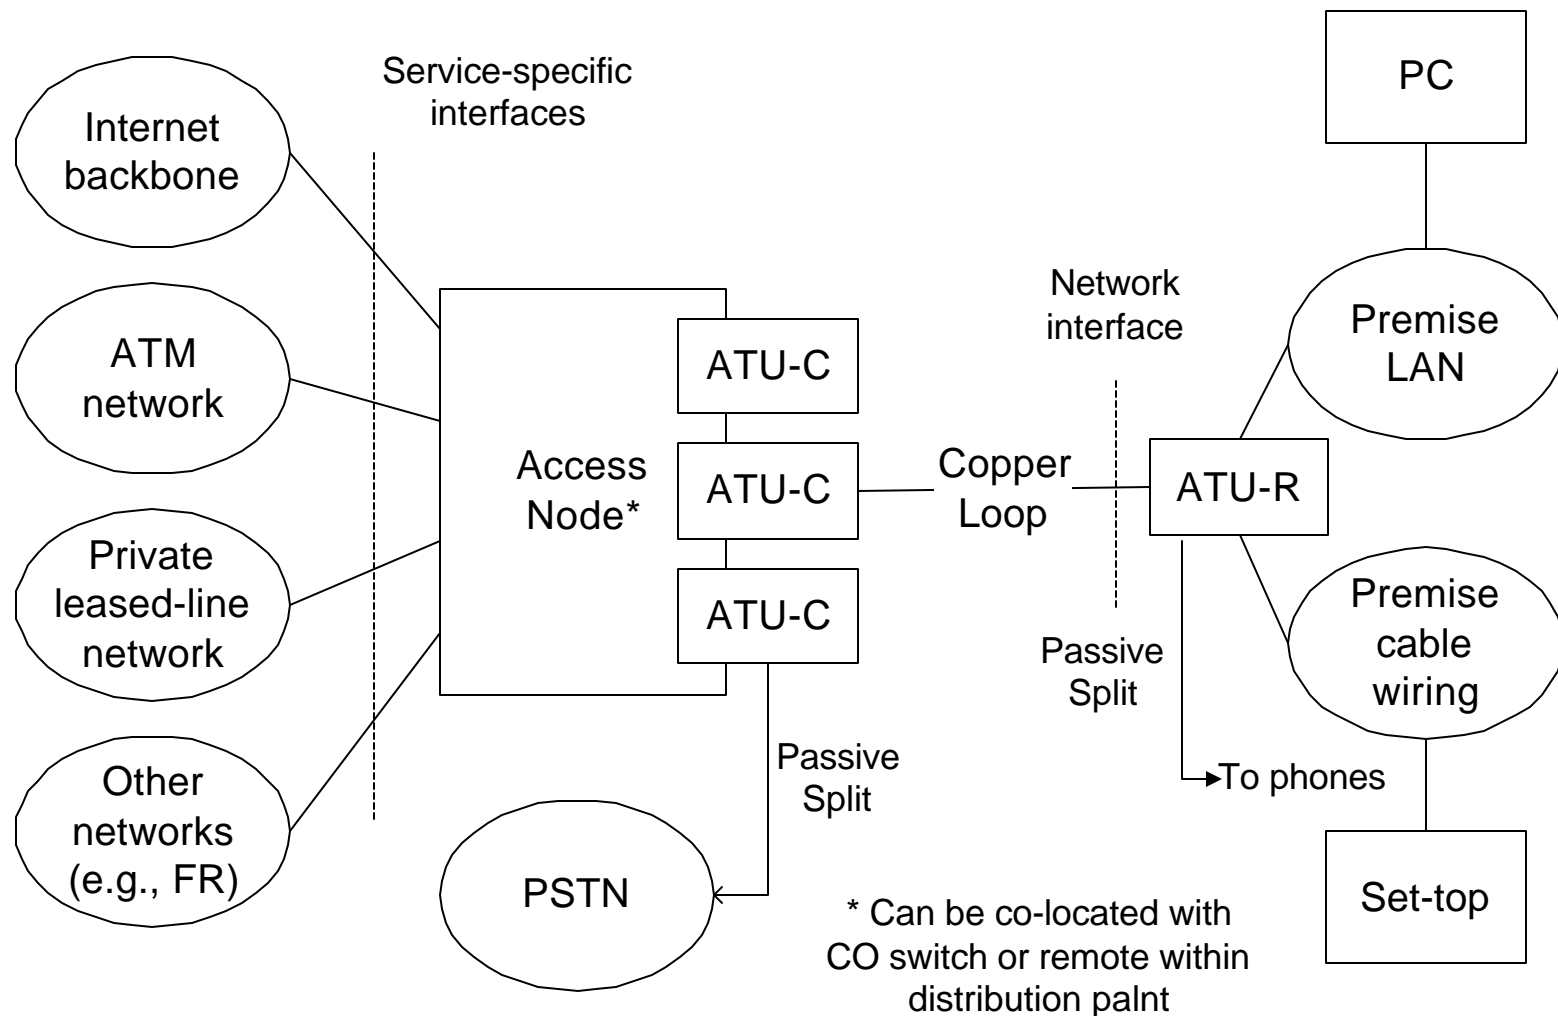 Service-specific
interfaces
PC
Internet
backbone
Network
interface
Premise
LAN
ATM
network
ATU-C
Access
Node*
ATU-C
Copper
Loop
ATU-R
Private
leased-line
network
ATU-C
Passive
Split
Premise
cable
wiring
Other
networks
(e.g., FR)
Passive
Split
To phones
PSTN
Set-top
* Can be co-located with
CO switch or remote within
distribution palnt